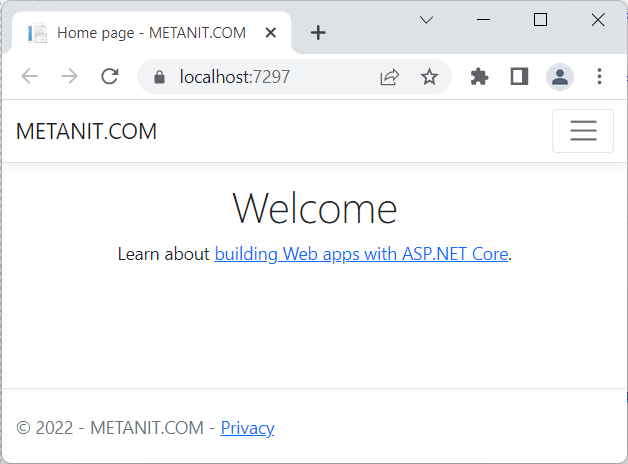 Home page - METANIT.COM
localhost:7297
METANIT.COM
Welcome
Learn about building Web apps with ASP.NET Core.
© 2022 - METANIT.COM - Privacy